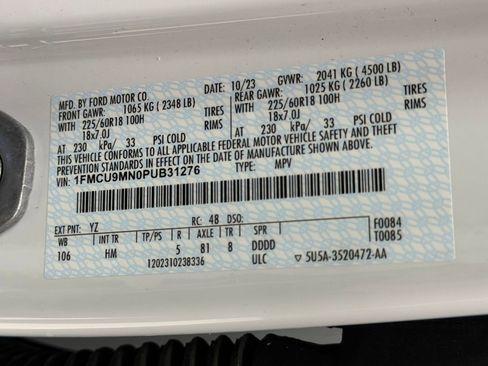 MFD. BY FORD MOTOR CO. DATE: 10/23 GVWR: 2041 KG ( 4500 LB)
FRONT GAWR: 1065 KG ( 2348 LB) REAR GAWR: 1025 KG ( 2260 LB)
WITH 225/60R18 100H TIRES WITH 225/60R18 100H TIRES
18x7.0J RIMS 18x7.0J RIMS
AT 230 kPa/ 33 PSI COLD AT 230 kPa/ 33 PSI COLD
THIS VEHICLE CONFORMS TO ALL APPLICABLE FEDERAL MOTOR VEHICLE SAFETY AND THEFT
PREVENTION STANDARDS IN EFFECT ON THE DATE OF MANUFACTURE SHOWN ABOVE.
VIN: 1FMCU9MN0PUB31276 TYPE: MPV
F0084
T0085
EXT PNT: YZ RC: 48 DSO:
WB INT TR TP/PS R AXLE TR SPR
106 HM 5 81 8 DDDD
1202310238336 ULC ▽ 5U5A-3520472-AA